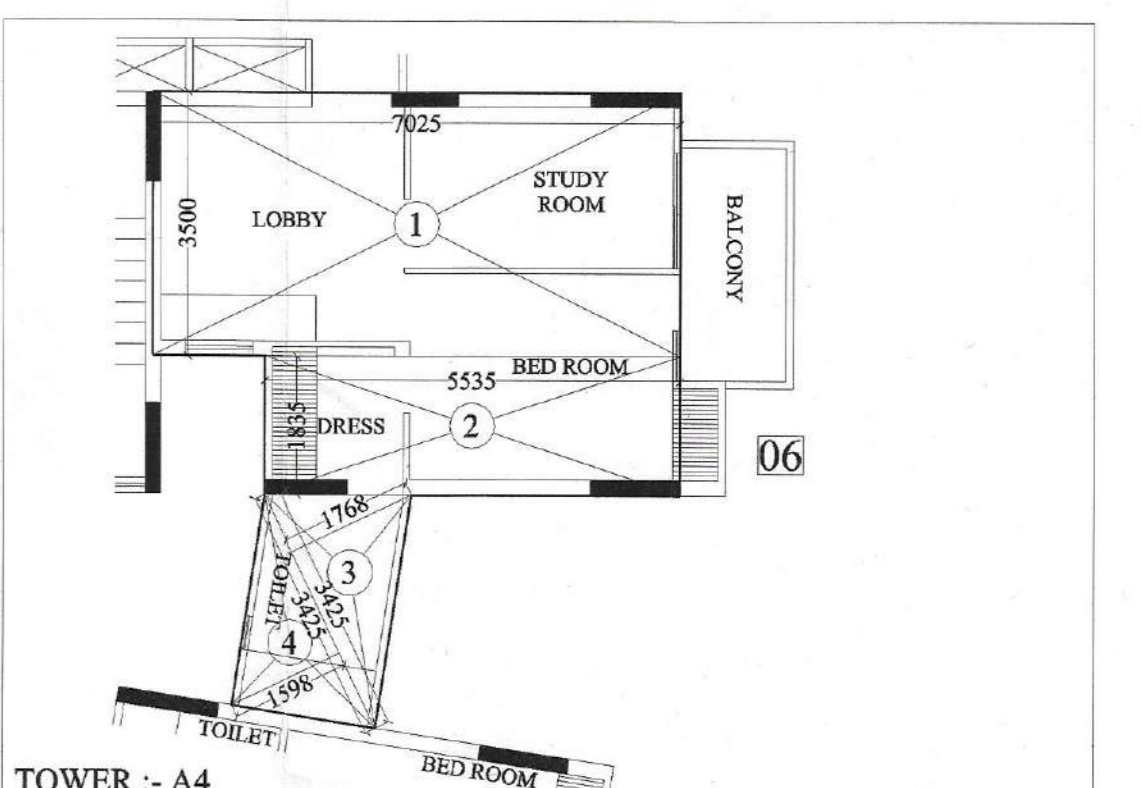 7025
STUDY
ROOM
3500
LOBBY
1
BALCONY
BED ROOM
5535
1835
DRESS
2
06
1768
3
TOILET
3425
3425
4
1598
TOILET
BED ROOM
TOWER :- A4